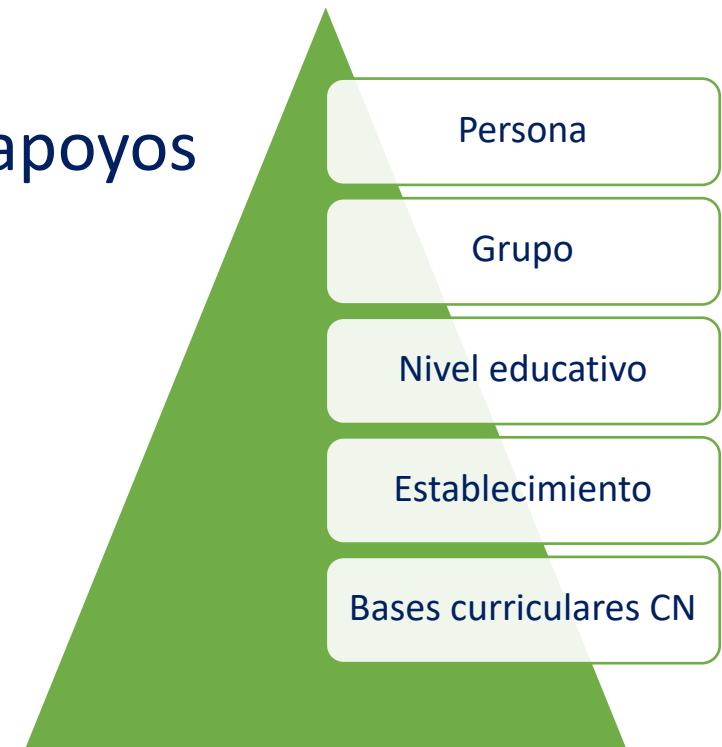 apoyos
Persona
Grupo
Nivel educativo
Establecimiento
Bases curriculares CN